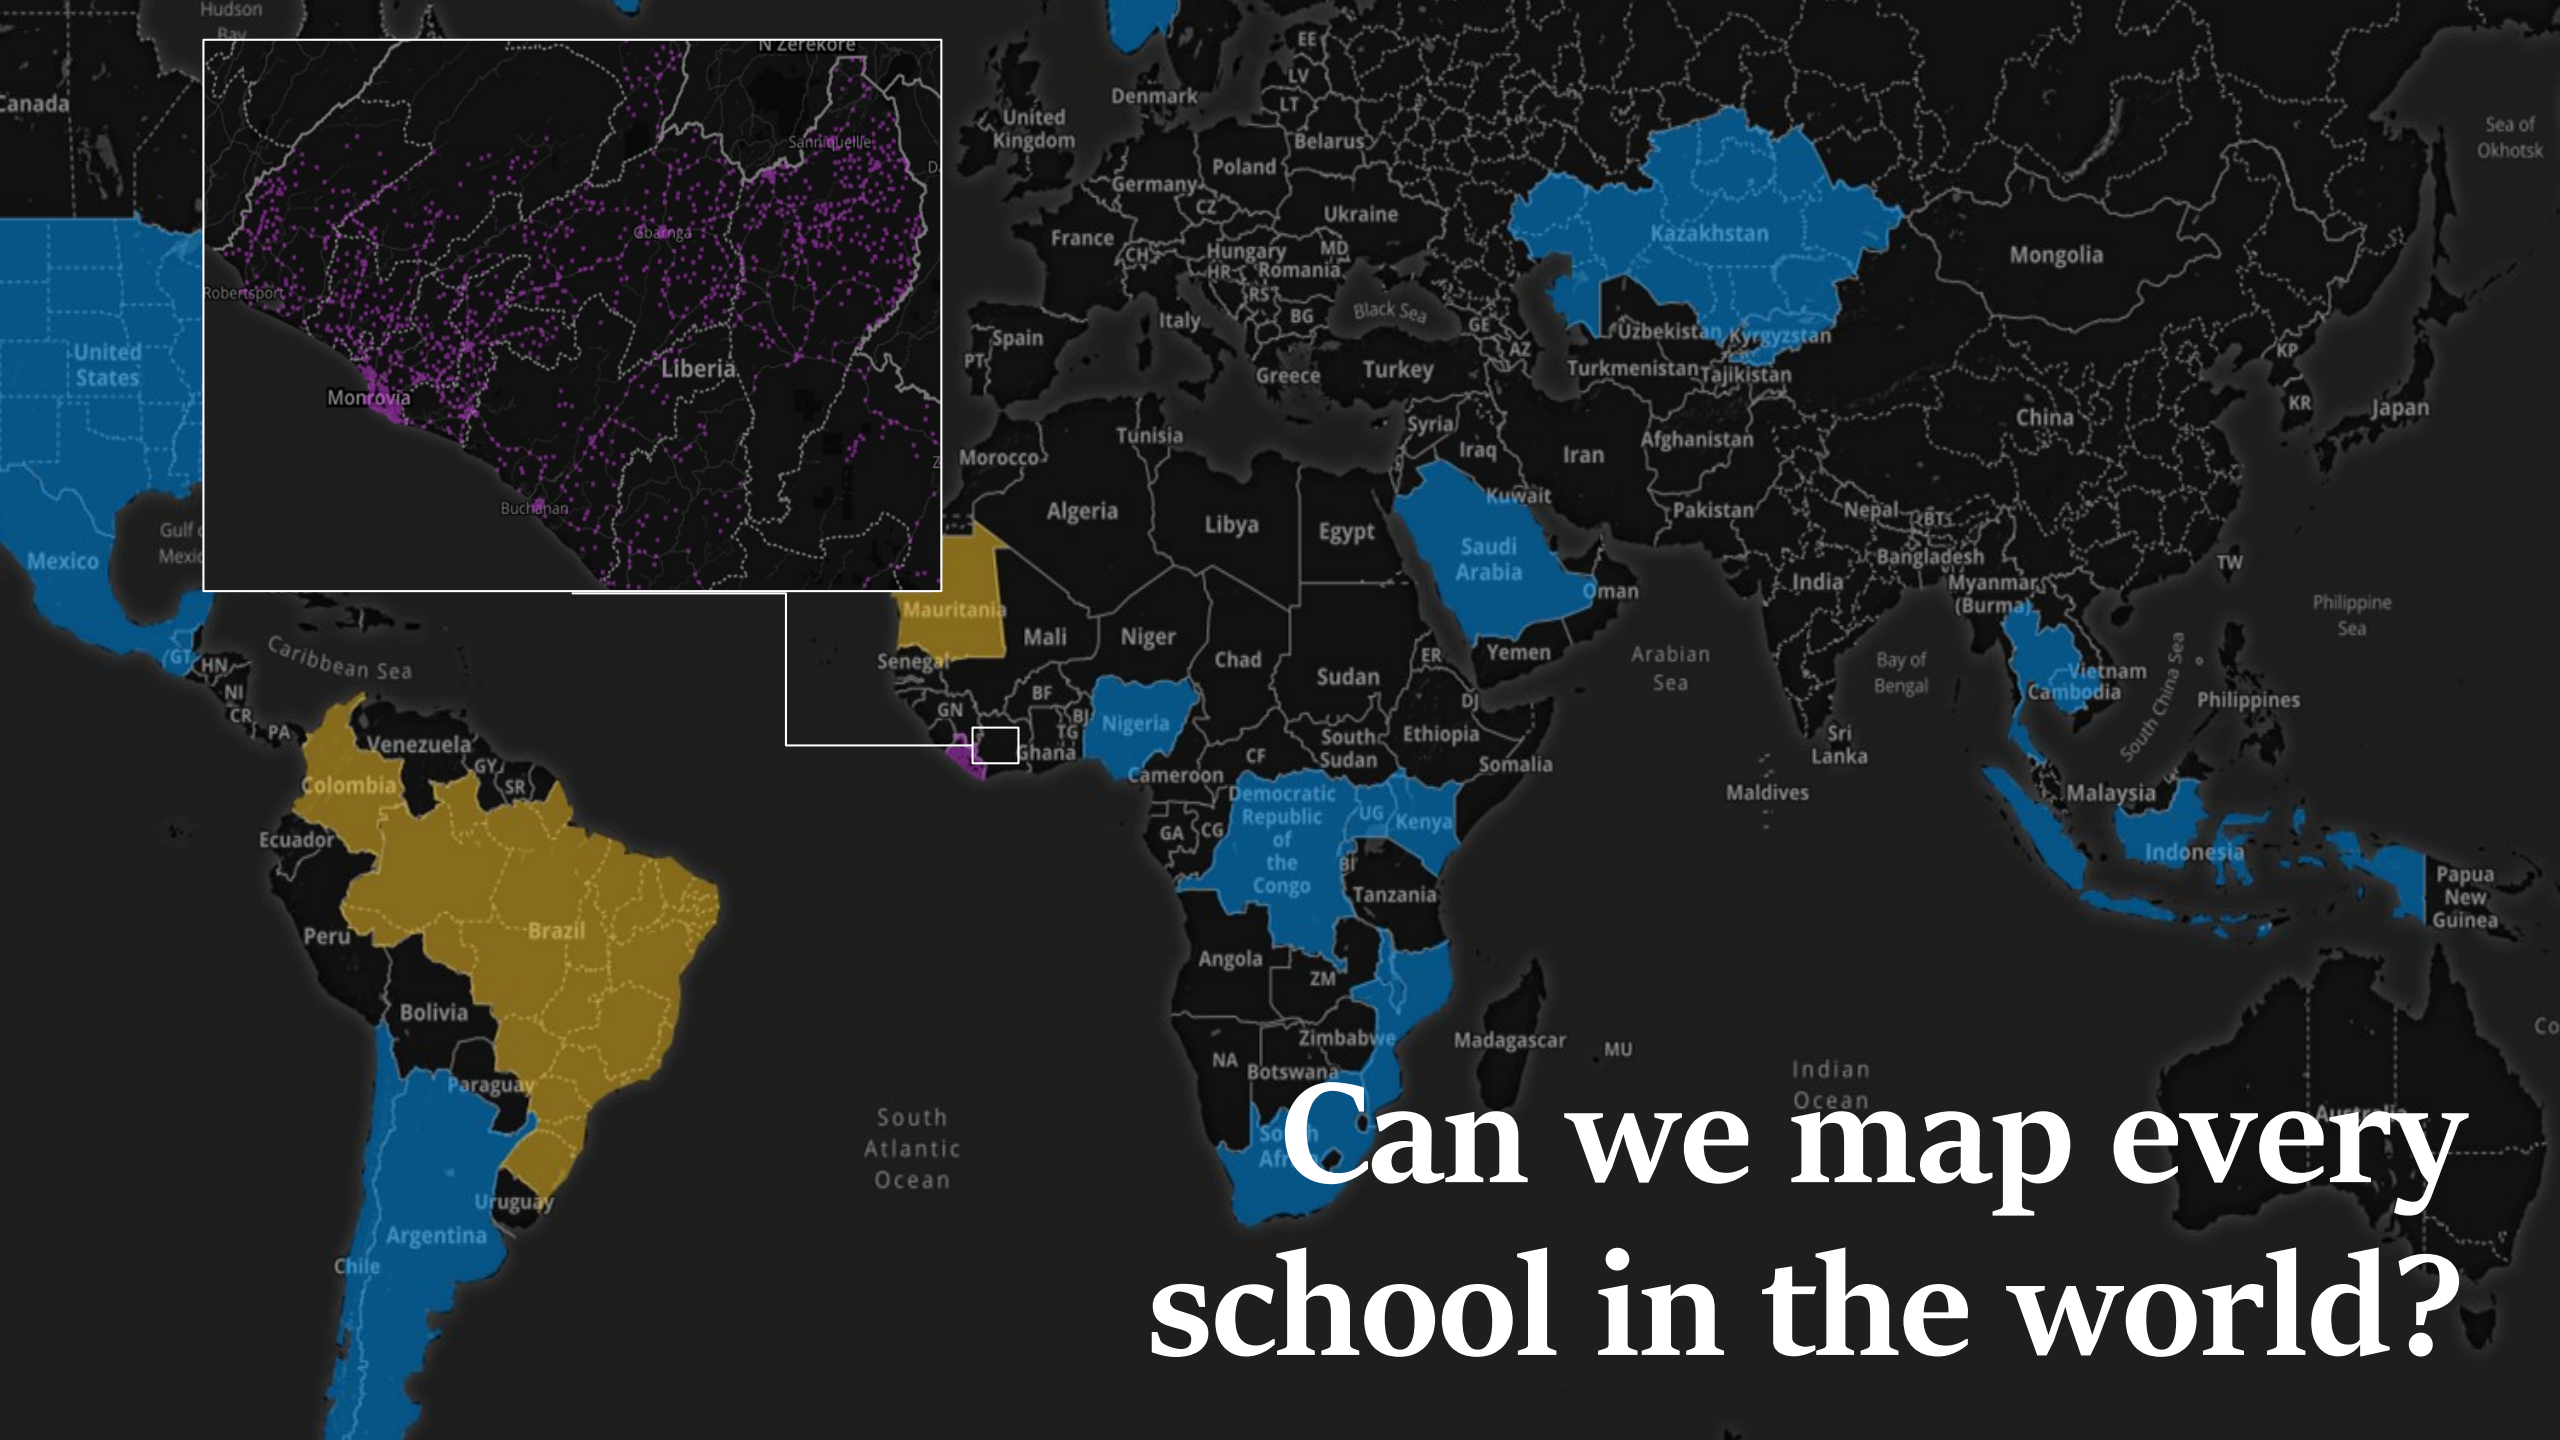 Hudson
Bay
Canada
United
States
Mexico
Gulf
GT
HN
NI
CR
PA
Caribbean Sea
N'Zerekore
Sanniquellie
Gbarnga
Robertsport
Liberia
Monrovia
Buchanan
Colombia
Venezuela
GY
SR
Ecuador
Peru
Brazil
Bolivia
Paraguay
Uruguay
Argentina
Chile
South
Atlantic
Ocean
United
Kingdom
Denmark
EE
LV
LT
Belarus
Poland
Germany
CZ
Ukraine
France
CH
Hungary
MD
HR
Romania
RS
BG
Black Sea
Italy
Spain
PT
Greece
Turkey
GE
AZ
Kazakhstan
Uzbekistan
Kyrgyzstan
Turkmenistan
Tajikistan
Mongolia
Sea of
Okhotsk
KP
KR
Japan
China
Tunisia
Morocco
Algeria
Libya
Egypt
Syria
Iraq
Iran
Kuwait
Afghanistan
Pakistan
Nepal
BT
Bangladesh
India
Myanmar
(Burma)
TW
Philippine
Sea
Saudi
Arabia
Oman
Yemen
Arabian
Sea
Bay of
Bengal
Mauritania
Mali
Niger
Chad
Sudan
ER
DJ
Senegal
GN
BF
BJ
TG
Ghana
Nigeria
Cameroon
CF
South
Sudan
Ethiopia
Somalia
Sri
Lanka
Maldives
Vietnam
Cambodia
South China Sea
Philippines
Malaysia
Indonesia
Papua
New
Guinea
GA
CG
Democratic
Republic
of
the
Congo
UG
Kenya
BI
Tanzania
Angola
ZM
Zimbabwe
NA
Botswana
Madagascar
MU
Indian
Ocean
Can we map every
school in the world?